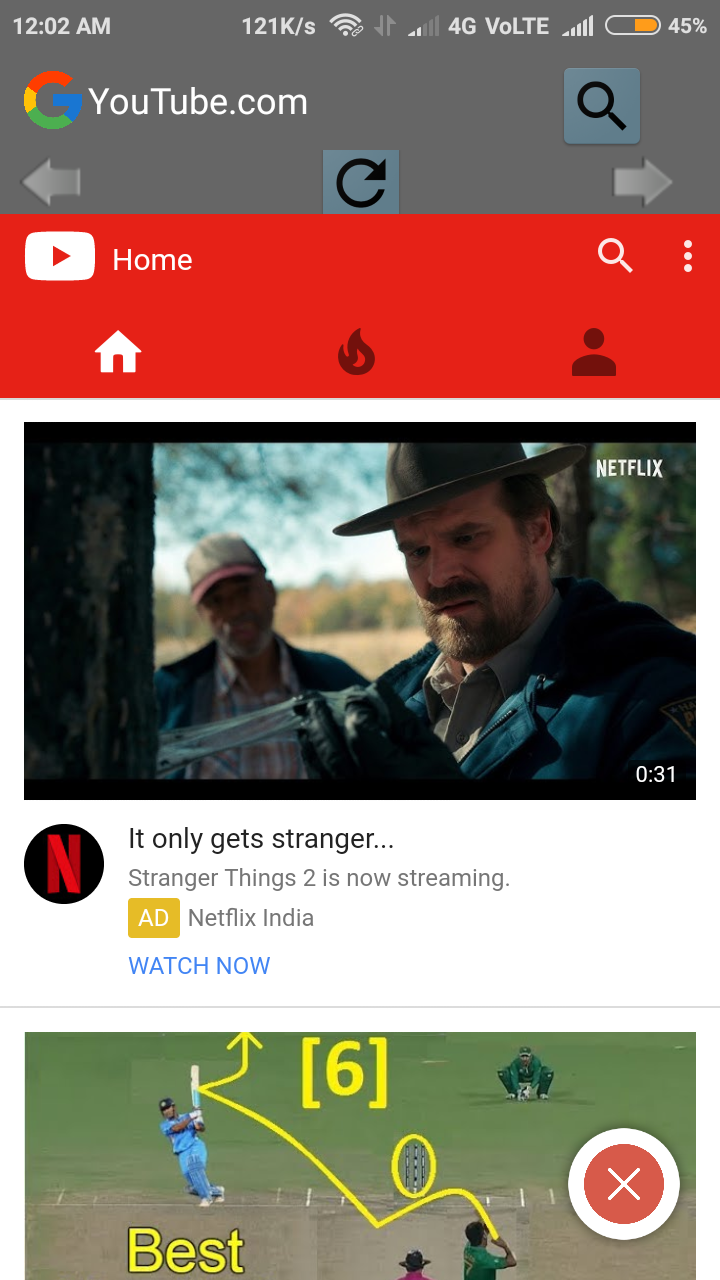 12:02 AM 121K/s 4G VoLTE 45%
YouTube.com
Home
NETFLIX
0:31
It only gets stranger...
Stranger Things 2 is now streaming.
AD Netflix India
WATCH NOW
[6]
Best